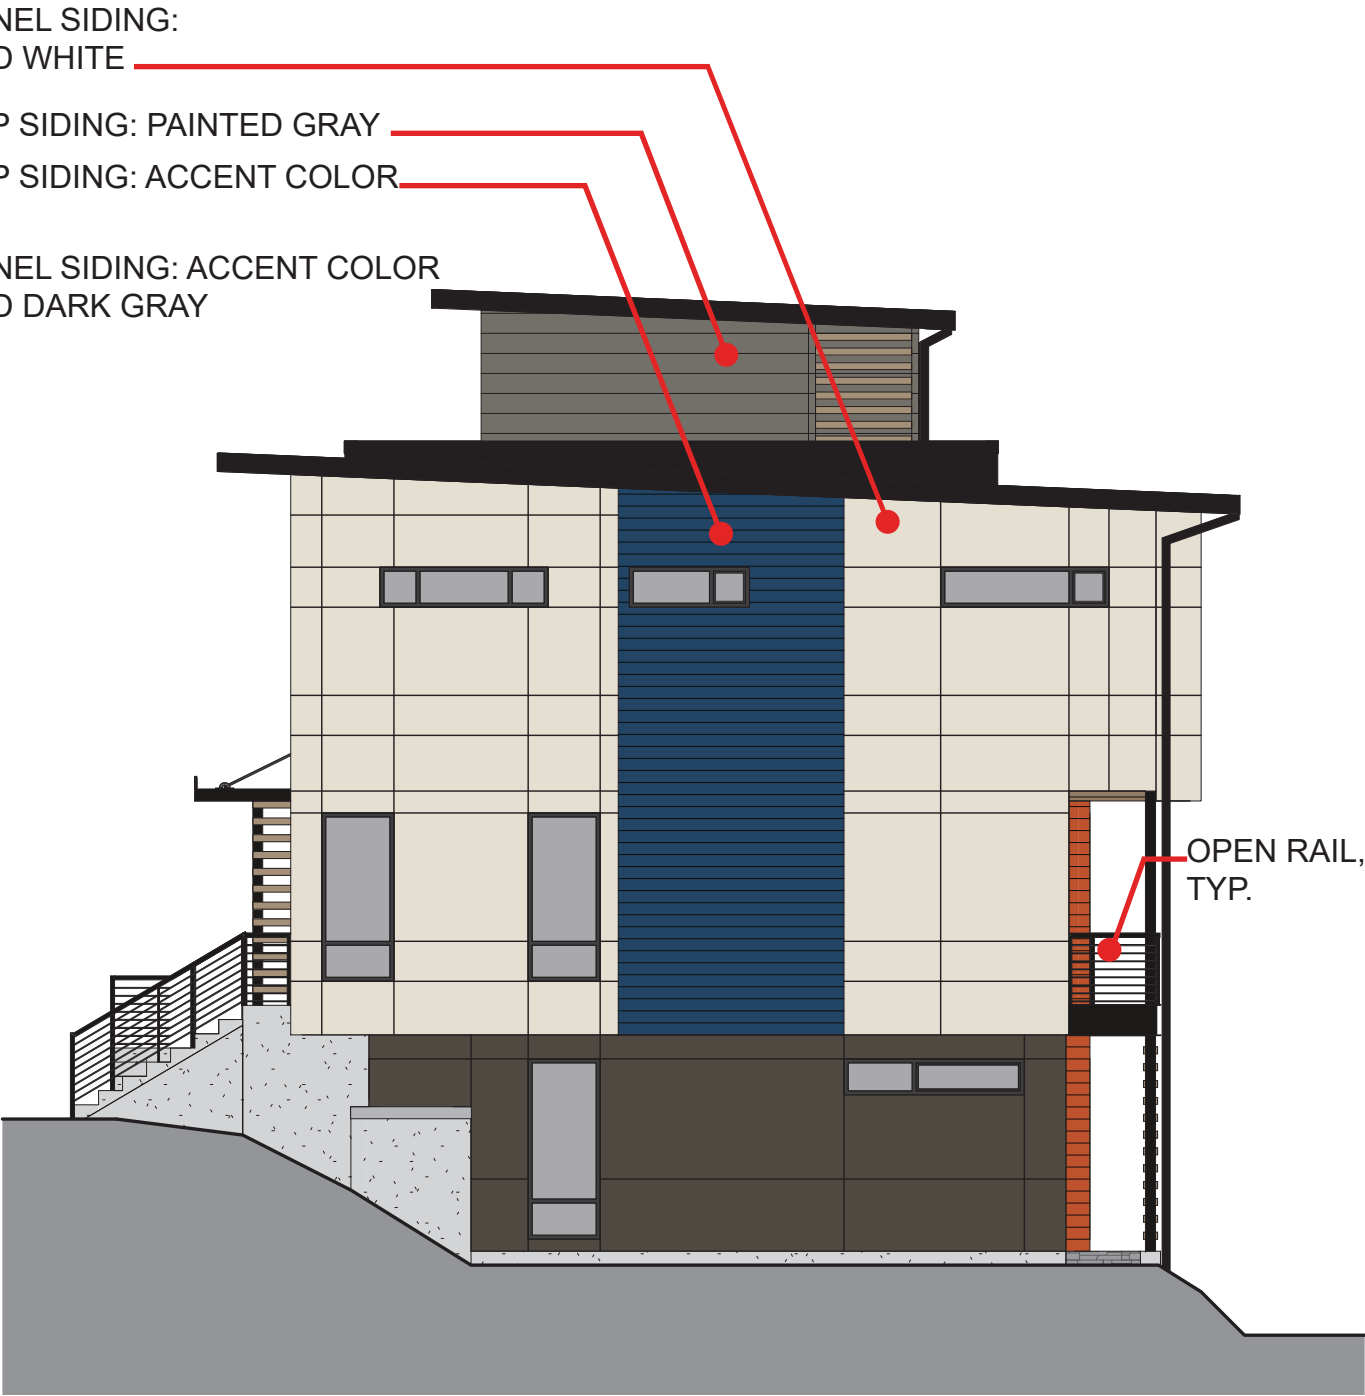 NEL SIDING:
D WHITE
P SIDING: PAINTED GRAY
P SIDING: ACCENT COLOR
NEL SIDING: ACCENT COLOR
D DARK GRAY
OPEN RAIL,
TYP.